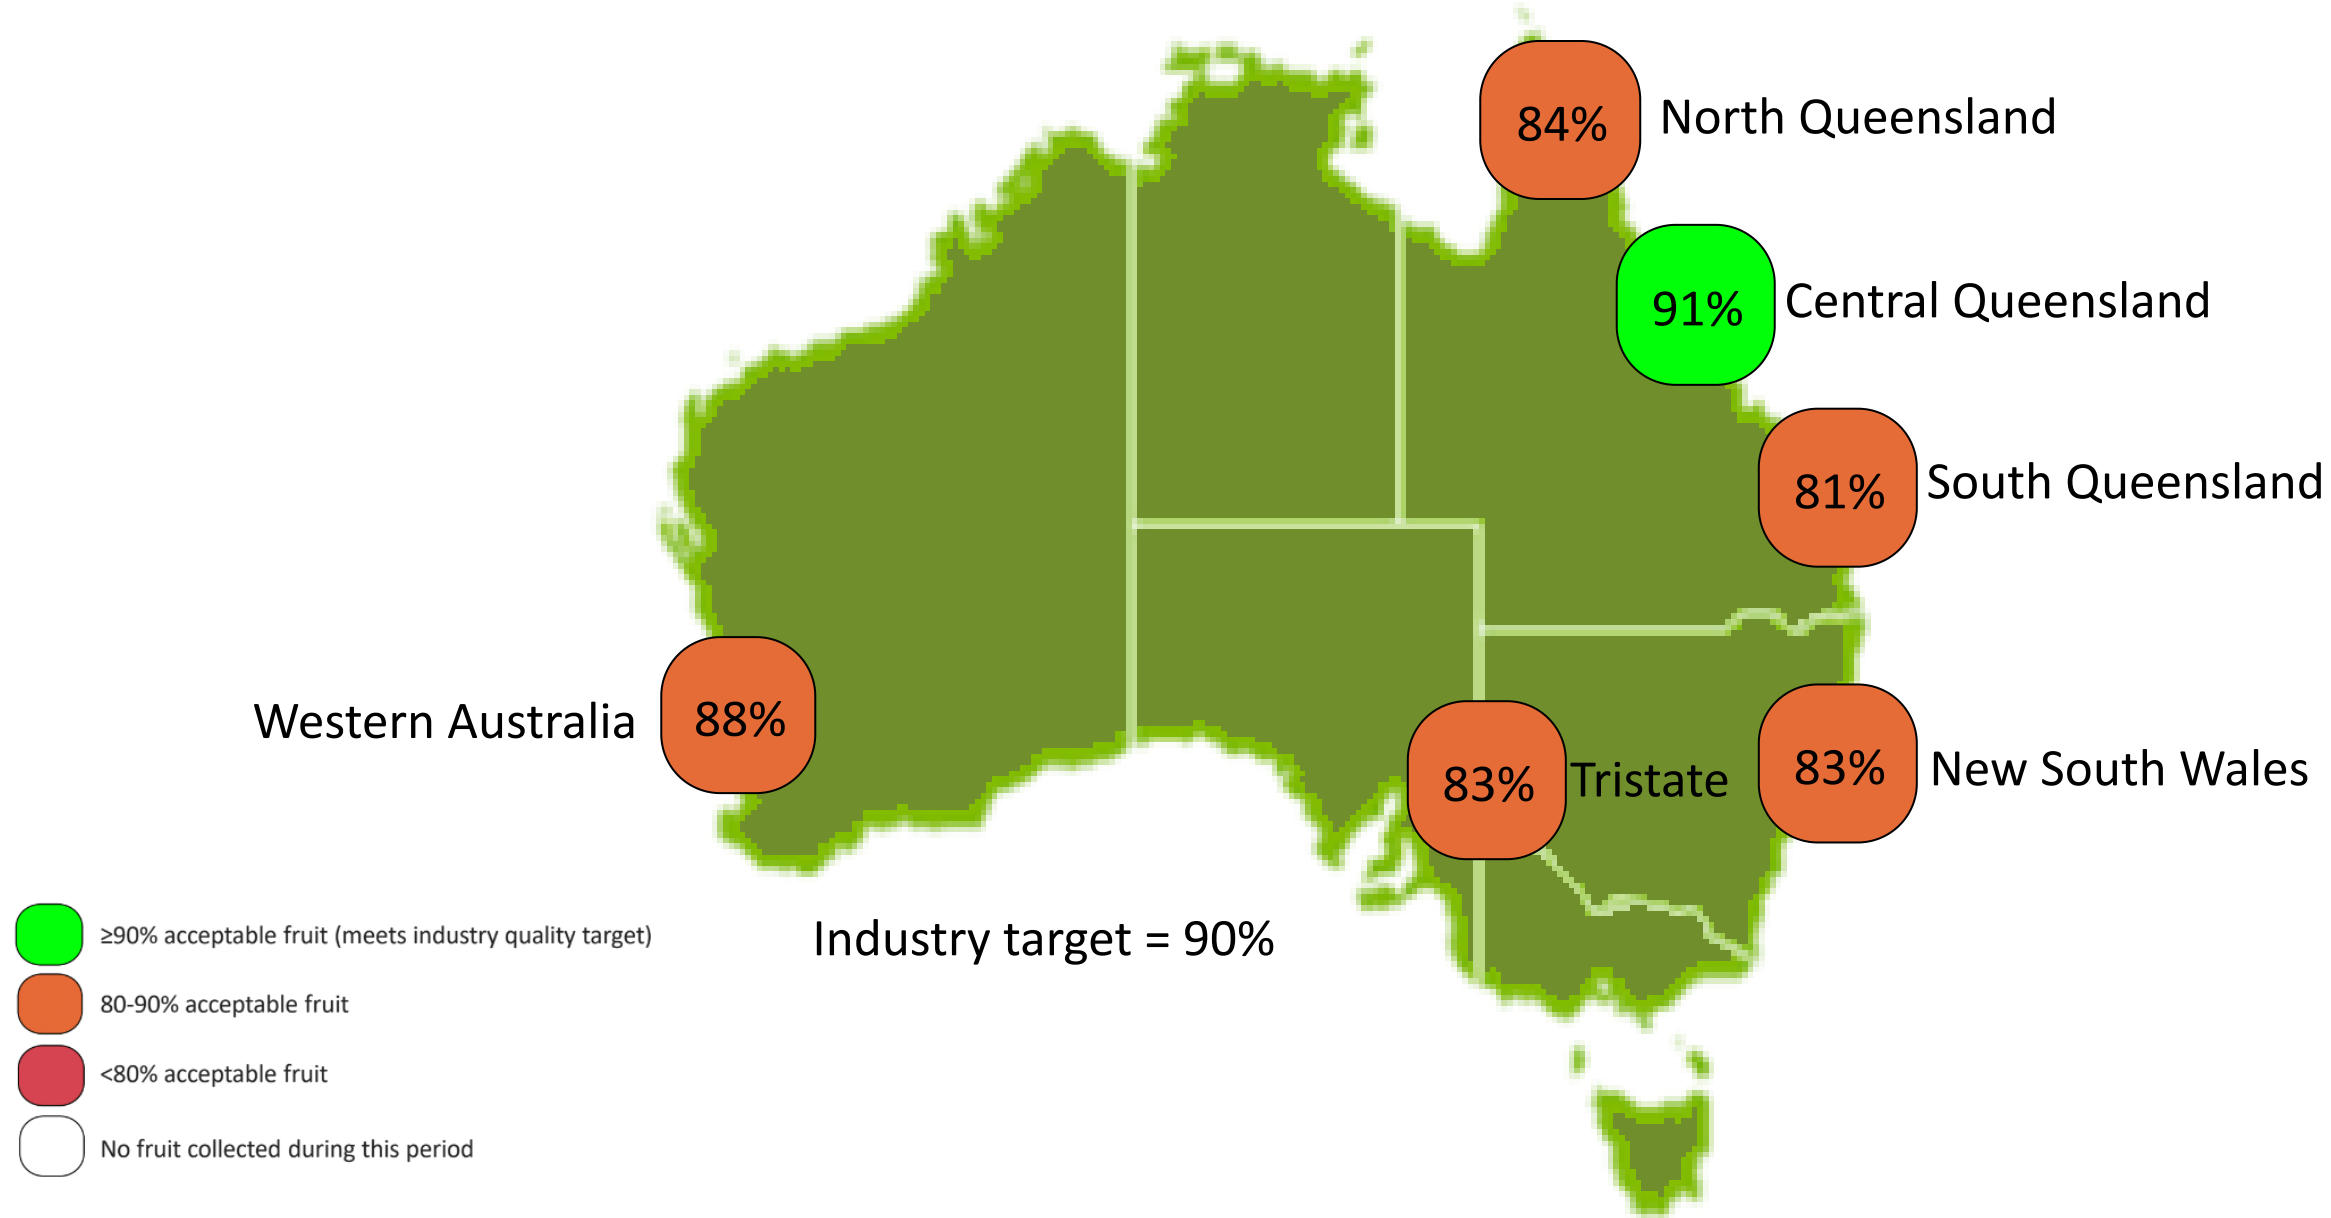 84% North Queensland
91% Central Queensland
81% South Queensland
Western Australia 88%
83% Tristate
83% New South Wales
Industry target = 90%
≥90% acceptable fruit (meets industry quality target)
80-90% acceptable fruit
<80% acceptable fruit
No fruit collected during this period